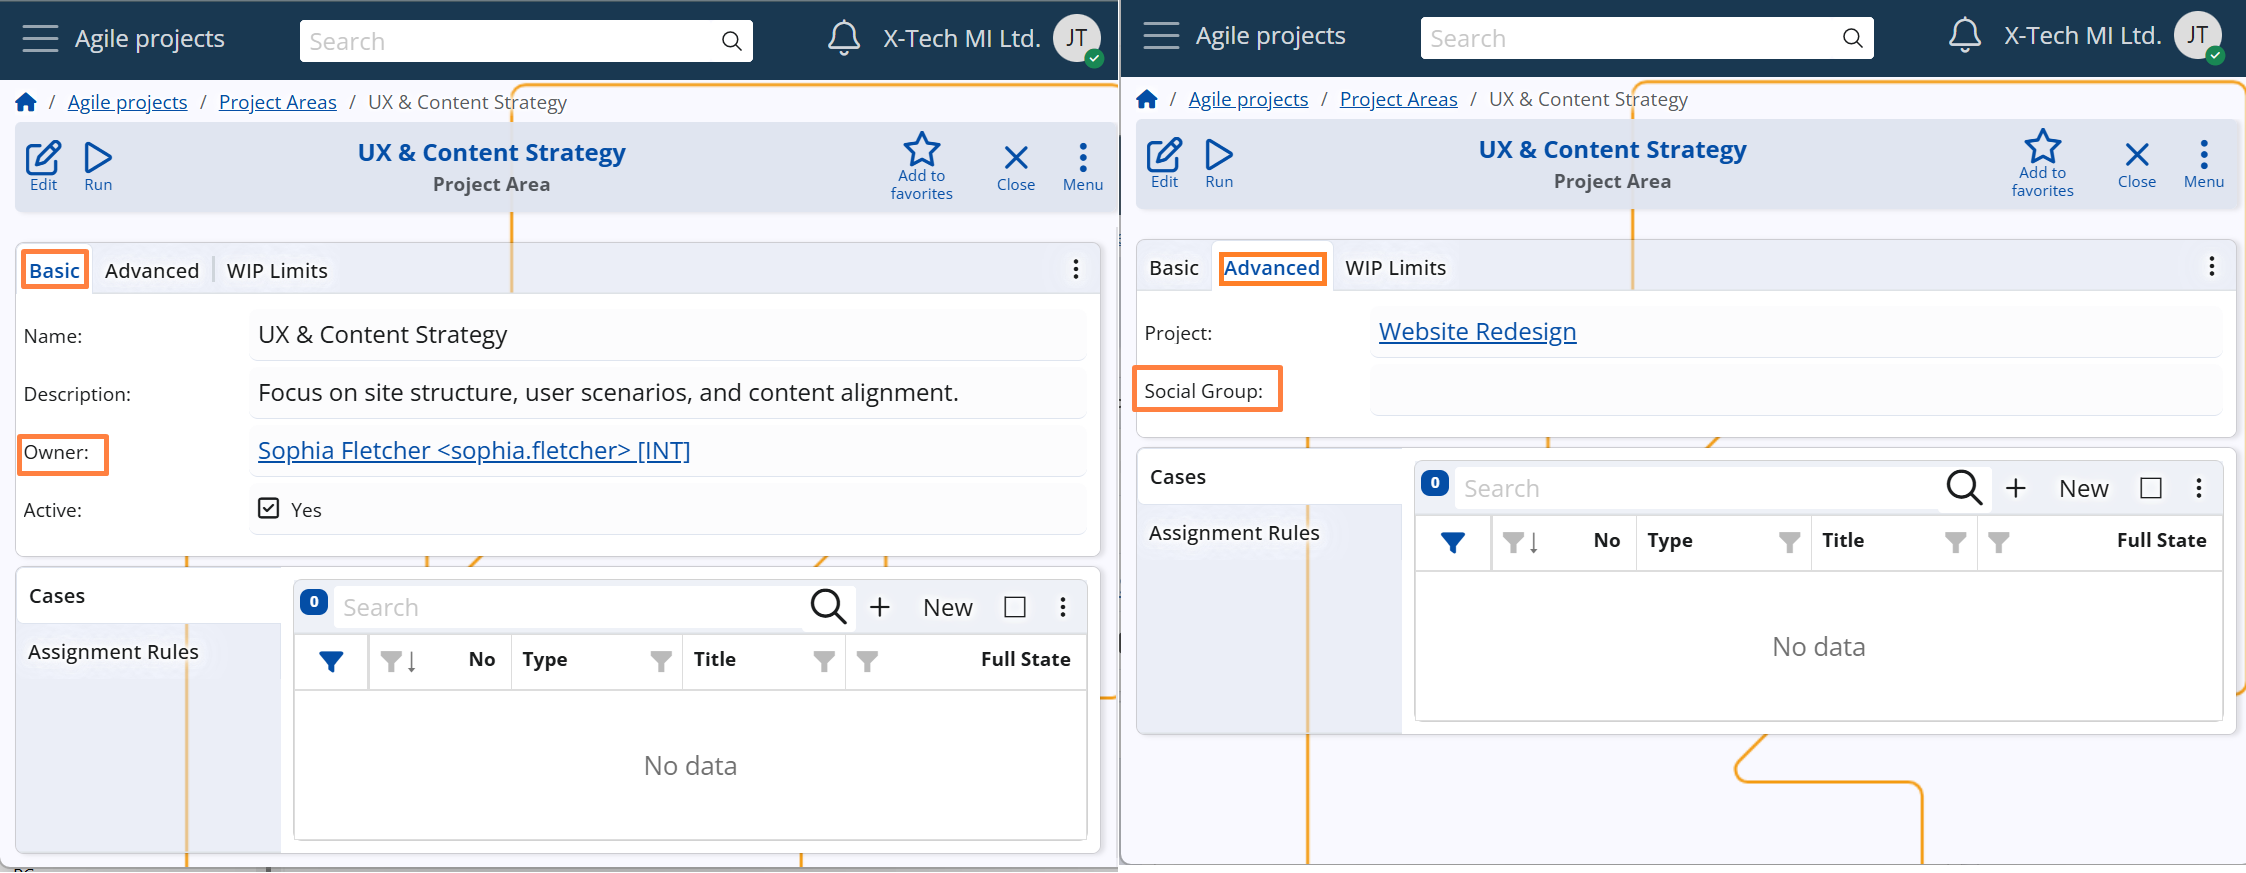 Agile projects
Search
X-Tech MI Ltd.
JT
/ Agile projects / Project Areas / UX & Content Strategy
Edit
Run
UX & Content Strategy
Project Area
Add to
favorites
Close
Menu
Basic
Advanced
WIP Limits
Name:
UX & Content Strategy
Description:
Focus on site structure, user scenarios, and content alignment.
Owner:
Sophia Fletcher <sophia.fletcher> [INT]
Active:
Yes
Cases
Assignment Rules
0
Search
New
No
Type
Title
Full State
No data
Agile projects
Search
X-Tech MI Ltd.
JT
/ Agile projects / Project Areas / UX & Content Strategy
Edit
Run
UX & Content Strategy
Project Area
Add to
favorites
Close
Menu
Basic
Advanced
WIP Limits
Project:
Website Redesign
Social Group:
Cases
Assignment Rules
0
Search
New
No
Type
Title
Full State
No data